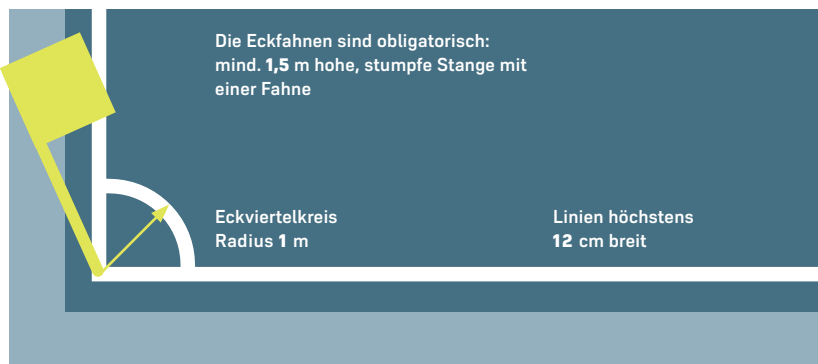 Die Eckfahnen sind obligatorisch:
mind. 1,5 m hohe, stumpfe Stange mit
einer Fahne
Eckviertelkreis
Radius 1 m
Linien höchstens
12 cm breit